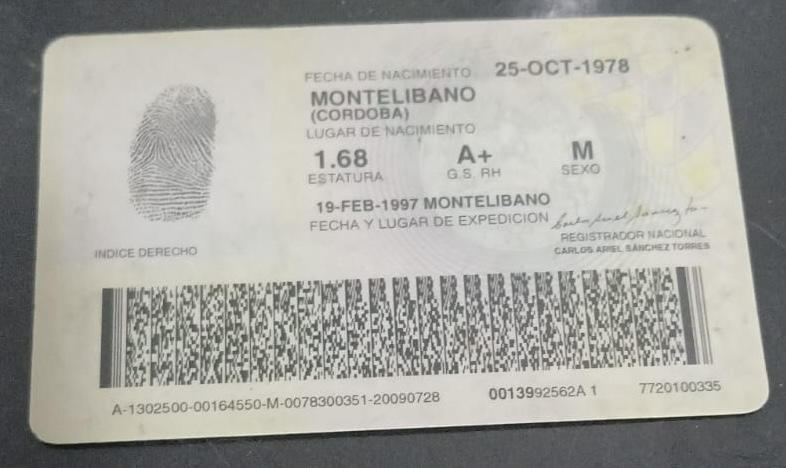 FECHA DE NACIMIENTO 25-OCT-1978
MONTELIBANO
(CORDOBA)
LUGAR DE NACIMIENTO
1.68 A+ M
ESTATURA G.S. RH SEXO
19-FEB-1997 MONTELIBANO
FECHA Y LUGAR DE EXPEDICION
REGISTRADOR NACIONAL
CARLOS ARIEL SÁNCHEZ TORRES
INDICE DERECHO
A-1302500-00164550-M-0078300351-20090728 0013992562A 1 7720100335